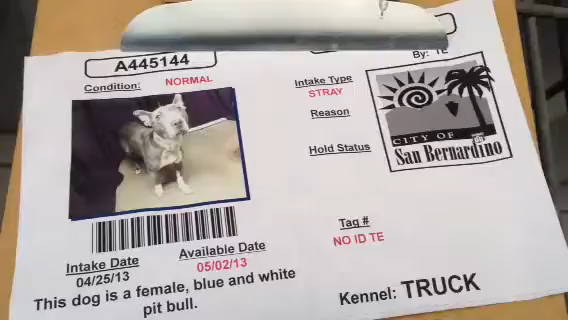 A445144
By: TE
Condition: NORMAL
Intake Type
STRAY
Reason
Hold Status
CITY OF
San Bernardino
Tag #
NO ID TE
Intake Date
04/25/13
Available Date
05/02/13
This dog is a female, blue and white
pit bull.
Kennel: TRUCK